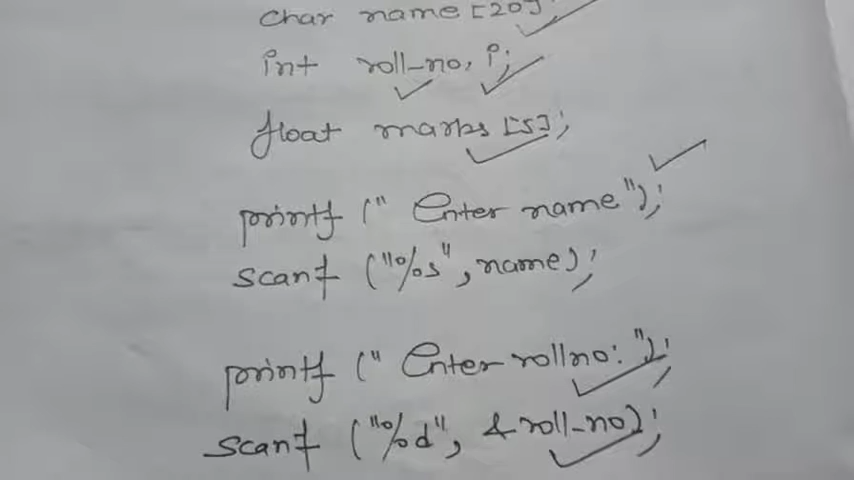 char name [20];
int roll-no, i;
float marks [5];
printf (" Enter name");
scanf ("%s", name);
printf (" Enter rollno: ");
scanf ("%d", &roll-no);